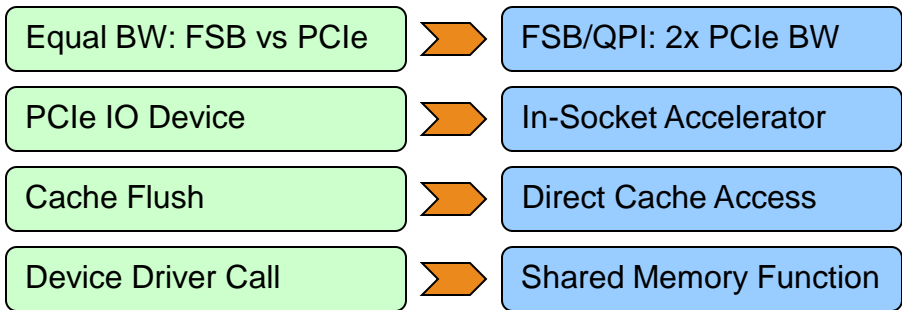 Equal BW: FSB vs PCIe
FSB/QPI: 2x PCIe BW
PCIe IO Device
In-Socket Accelerator
Cache Flush
Direct Cache Access
Device Driver Call
Shared Memory Function